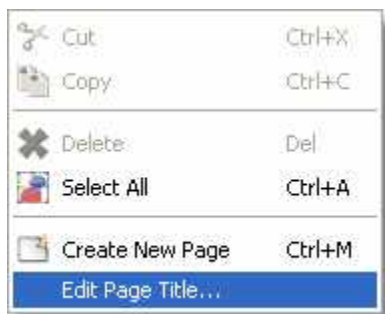 Cut Ctrl+X
Copy Ctrl+C
Delete Del
Select All Ctrl+A
Create New Page Ctrl+M
Edit Page Title...